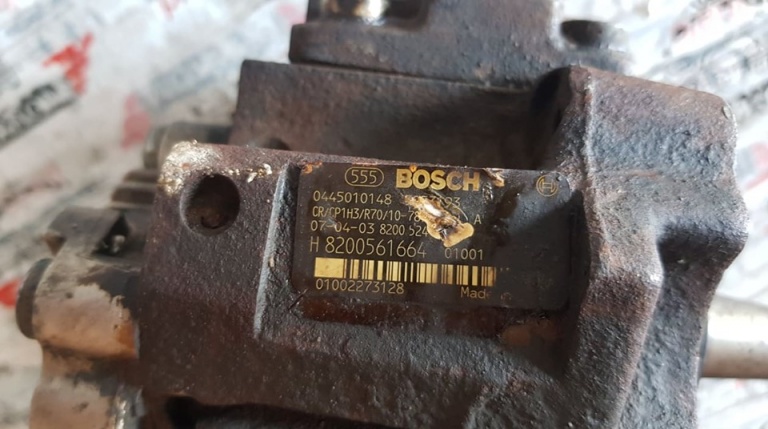 555 BOSCH
0445010148
CR/CP1H3/R70/10-78 A
07-04-03 8200 524
H 8200561664 01001
01002273128 Mad